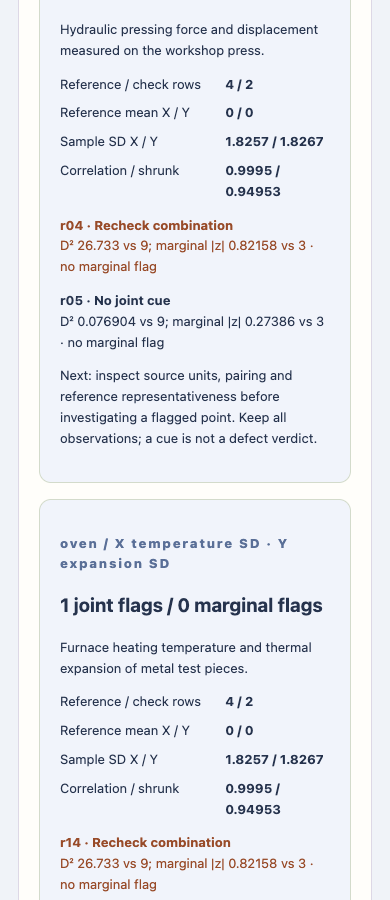 Hydraulic pressing force and displacement
measured on the workshop press.
Reference / check rows 4 / 2
Reference mean X / Y 0 / 0
Sample SD X / Y 1.8257 / 1.8267
Correlation / shrunk 0.9995 /
0.94953
r04 · Recheck combination
D² 26.733 vs 9; marginal |z| 0.82158 vs 3 ·
no marginal flag
r05 · No joint cue
D² 0.076904 vs 9; marginal |z| 0.27386 vs 3
· no marginal flag
Next: inspect source units, pairing and
reference representativeness before
investigating a flagged point. Keep all
observations; a cue is not a defect verdict.
oven / X temperature SD · Y
expansion SD
1 joint flags / 0 marginal flags
Furnace heating temperature and thermal
expansion of metal test pieces.
Reference / check rows 4 / 2
Reference mean X / Y 0 / 0
Sample SD X / Y 1.8257 / 1.8267
Correlation / shrunk 0.9995 /
0.94953
r14 · Recheck combination
D² 26.733 vs 9; marginal |z| 0.82158 vs 3 ·
no marginal flag